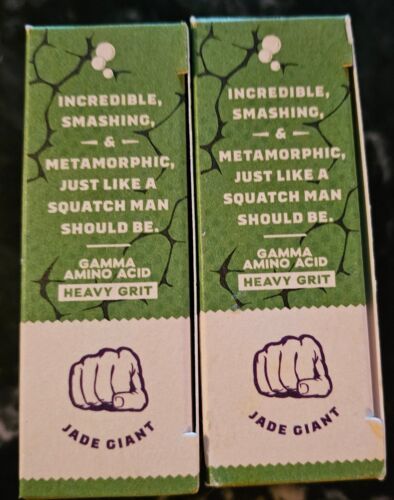 INCREDIBLE,
SMASHING,
&
METAMORPHIC,
JUST LIKE A
SQUATCH MAN
SHOULD BE.
GAMMA
AMINO ACID
HEAVY GRIT
JADE GIANT
INCREDIBLE,
SMASHING,
&
METAMORPHIC,
JUST LIKE A
SQUATCH MAN
SHOULD BE.
GAMMA
AMINO ACID
HEAVY GRIT
JADE GIANT